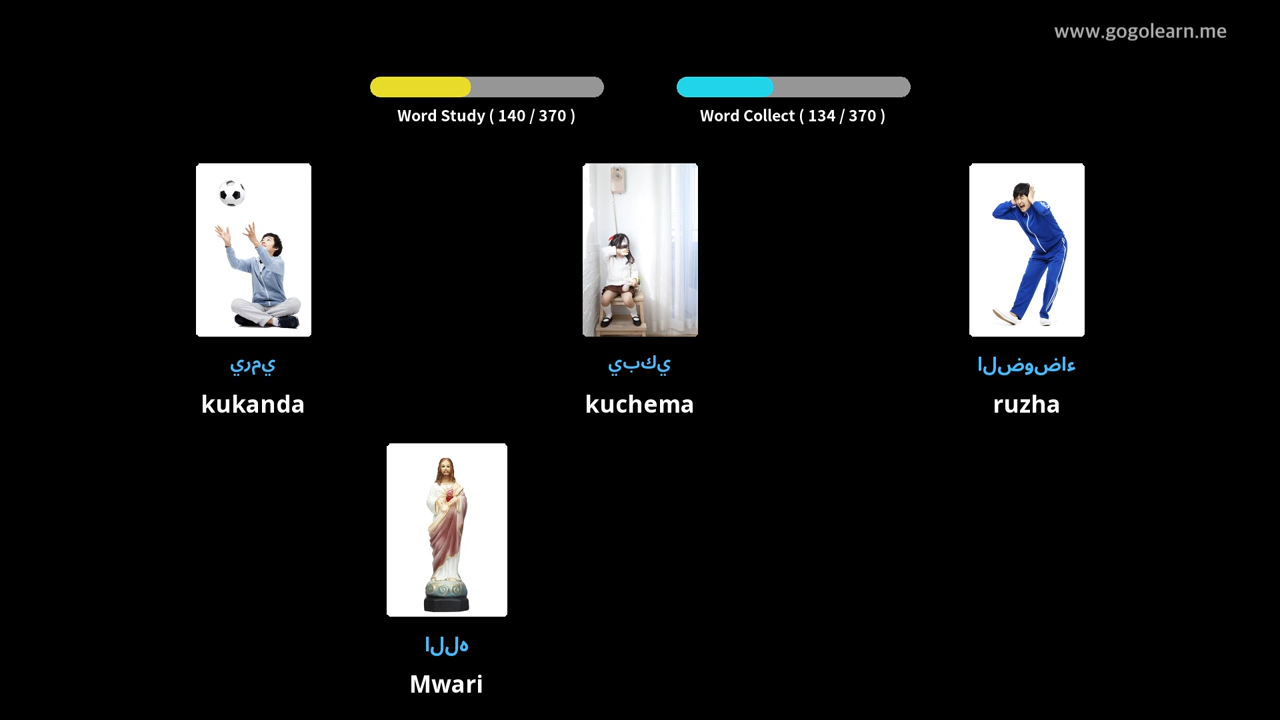 www.gogolearn.me
Word Study ( 140 / 370 )
Word Collect ( 134 / 370 )
يرمي
kukanda
يبكي
kuchema
الضوضاء
ruzha
الله
Mwari